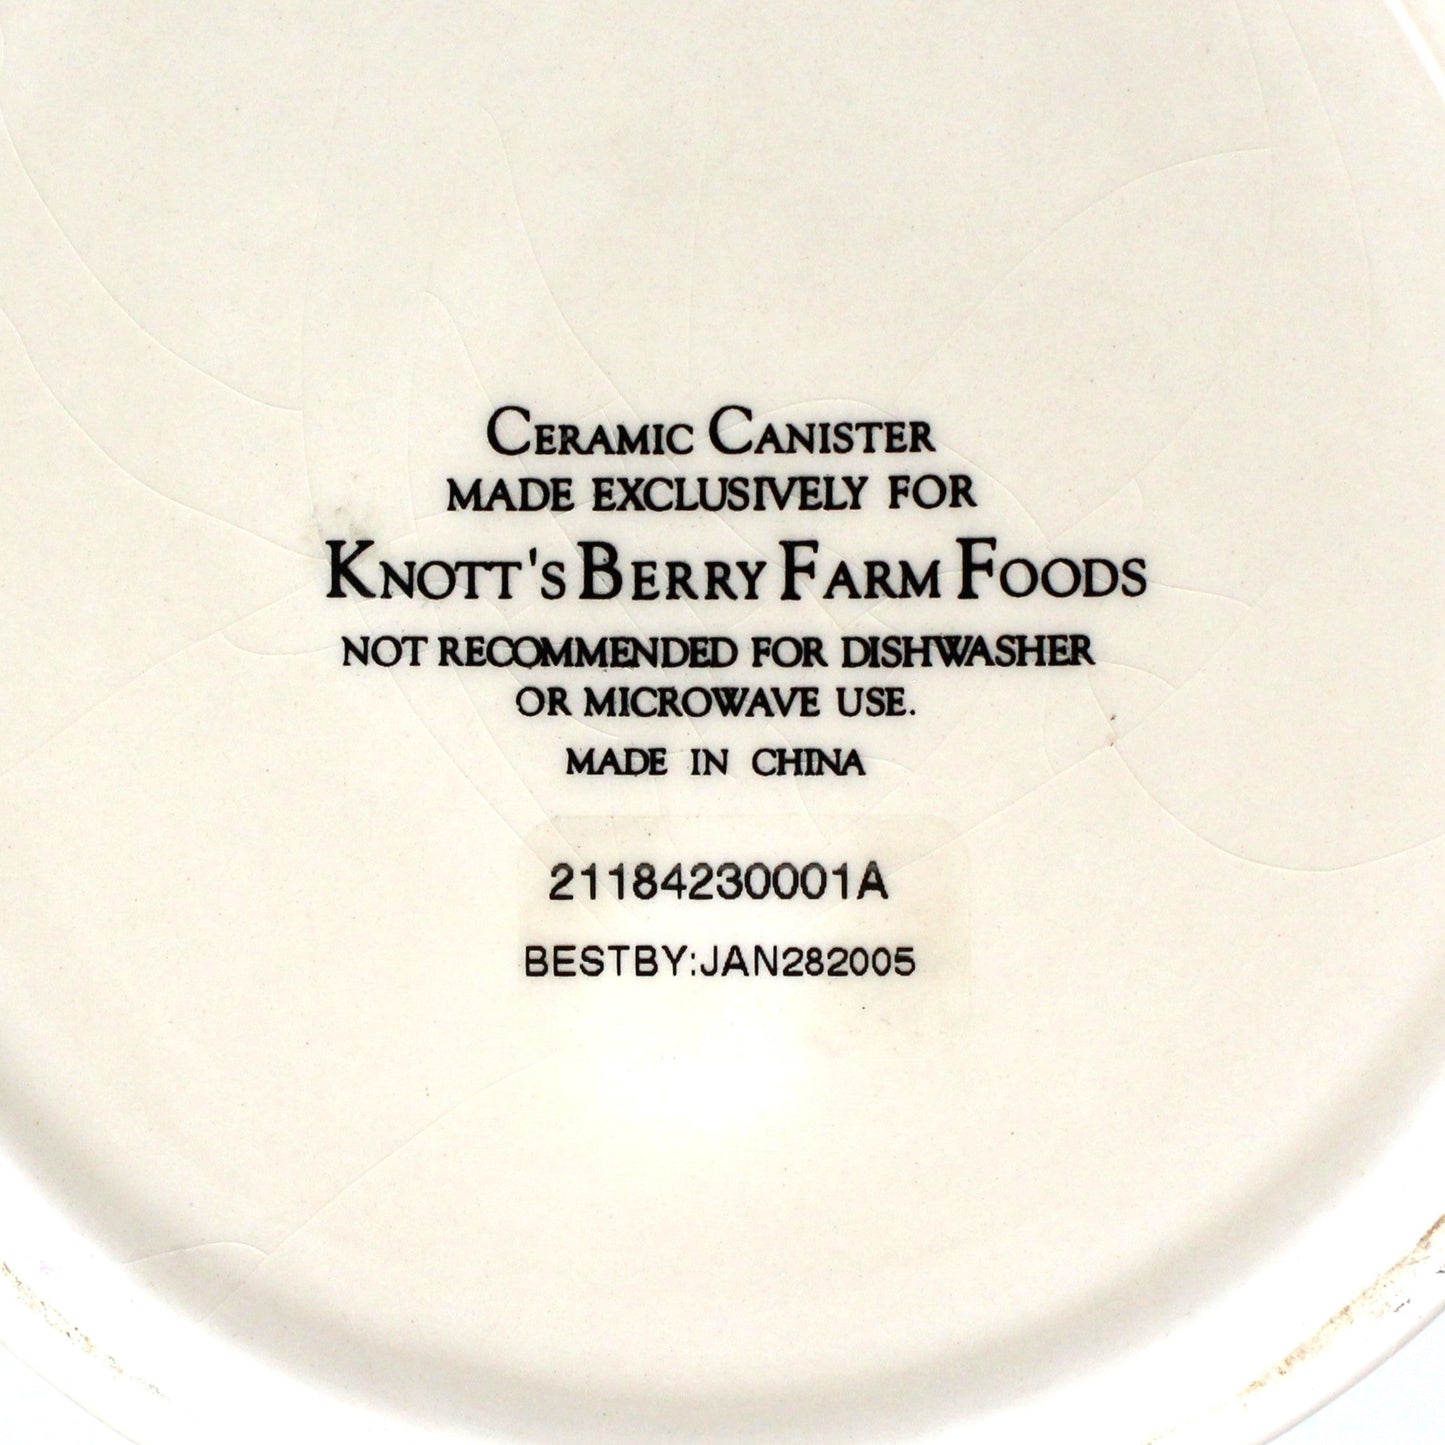 CERAMIC CANISTER
MADE EXCLUSIVELY FOR
KNOTT'S BERRY FARM FOODS
NOT RECOMMENDED FOR DISHWASHER
OR MICROWAVE USE.
MADE IN CHINA
21184230001A
BESTBY:JAN282005